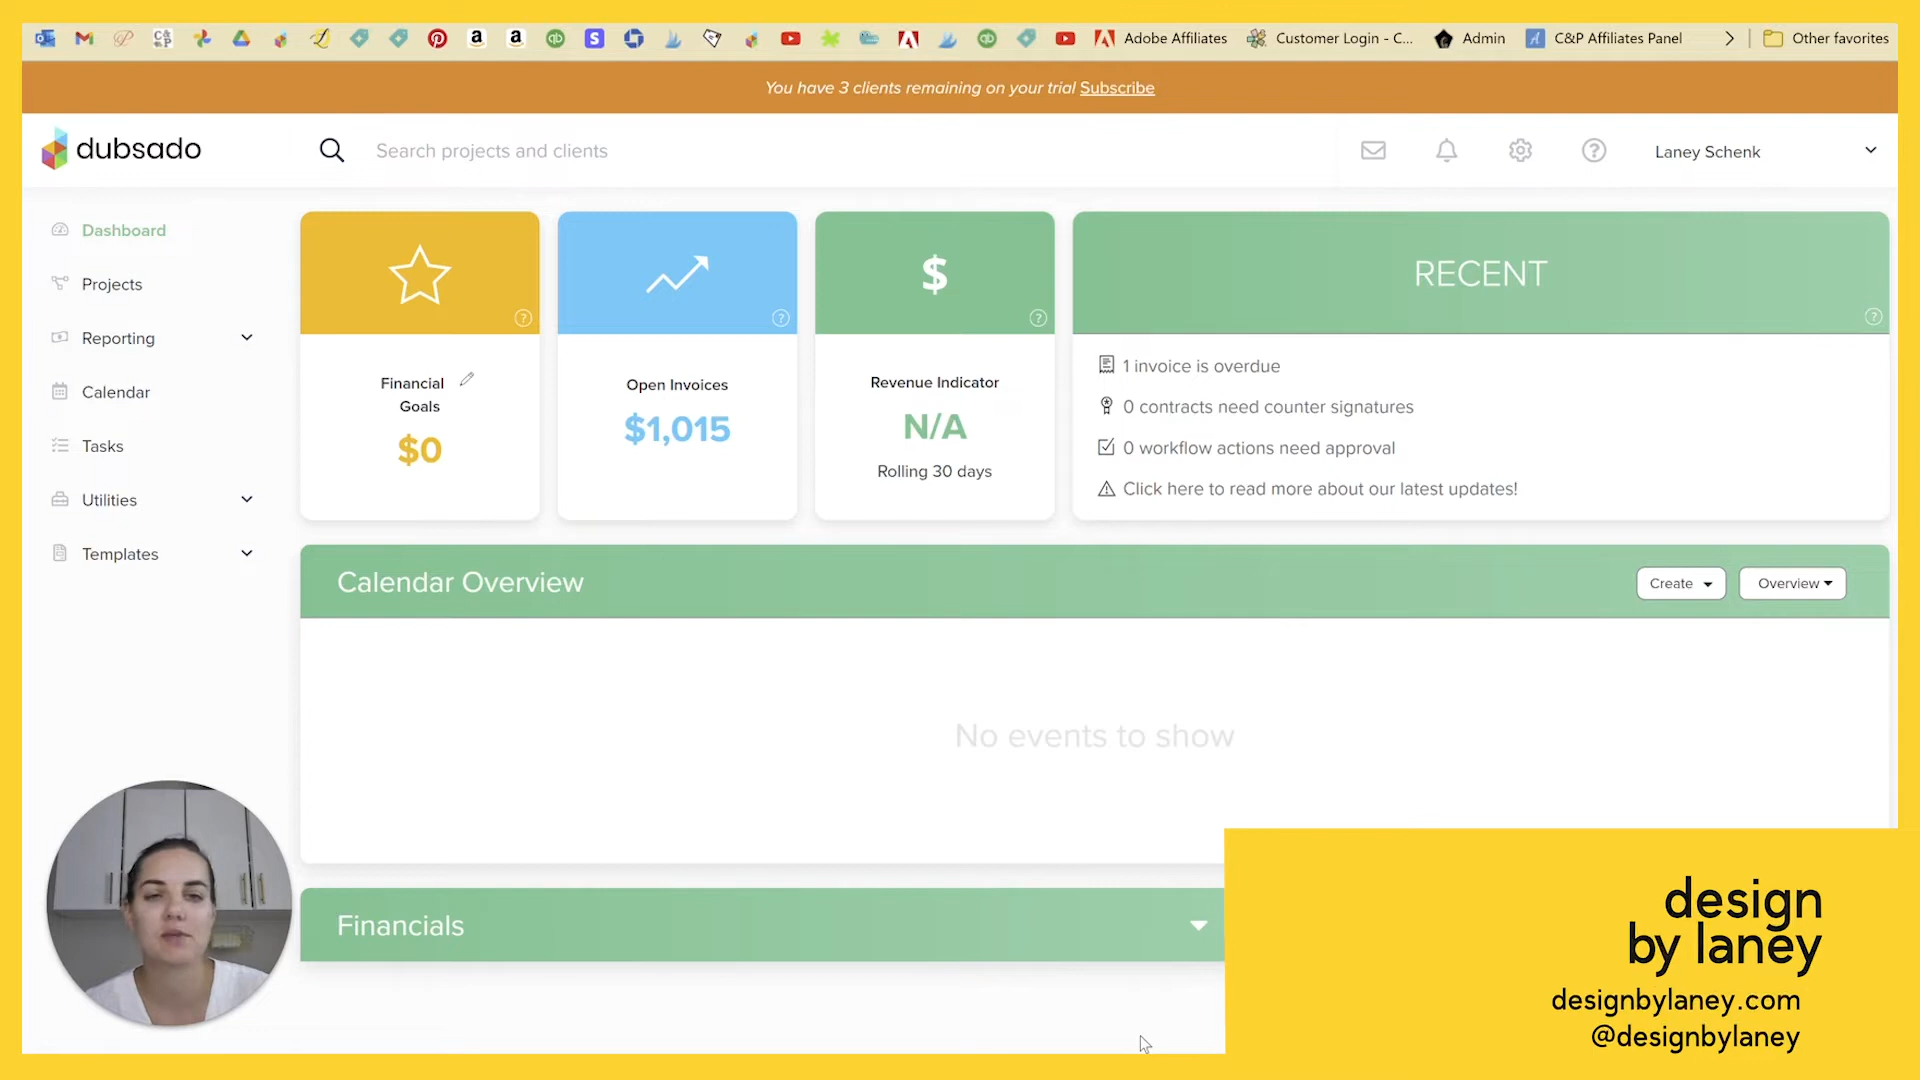 Adobe Affiliates
Customer Login - C...
Admin
C&P Affiliates Panel
Other favorites
You have 3 clients remaining on your trial Subscribe
dubsado
Search projects and clients
Laney Schenk
Dashboard
Projects
Reporting
Calendar
Tasks
Utilities
Templates
Financial
Goals
$0
Open Invoices
$1,015
$
Revenue Indicator
N/A
Rolling 30 days
RECENT
1 invoice is overdue
0 contracts need counter signatures
0 workflow actions need approval
Click here to read more about our latest updates!
Calendar Overview
Create
Overview
No events to show
Financials
design
by laney
designbylaney.com
@designbylaney